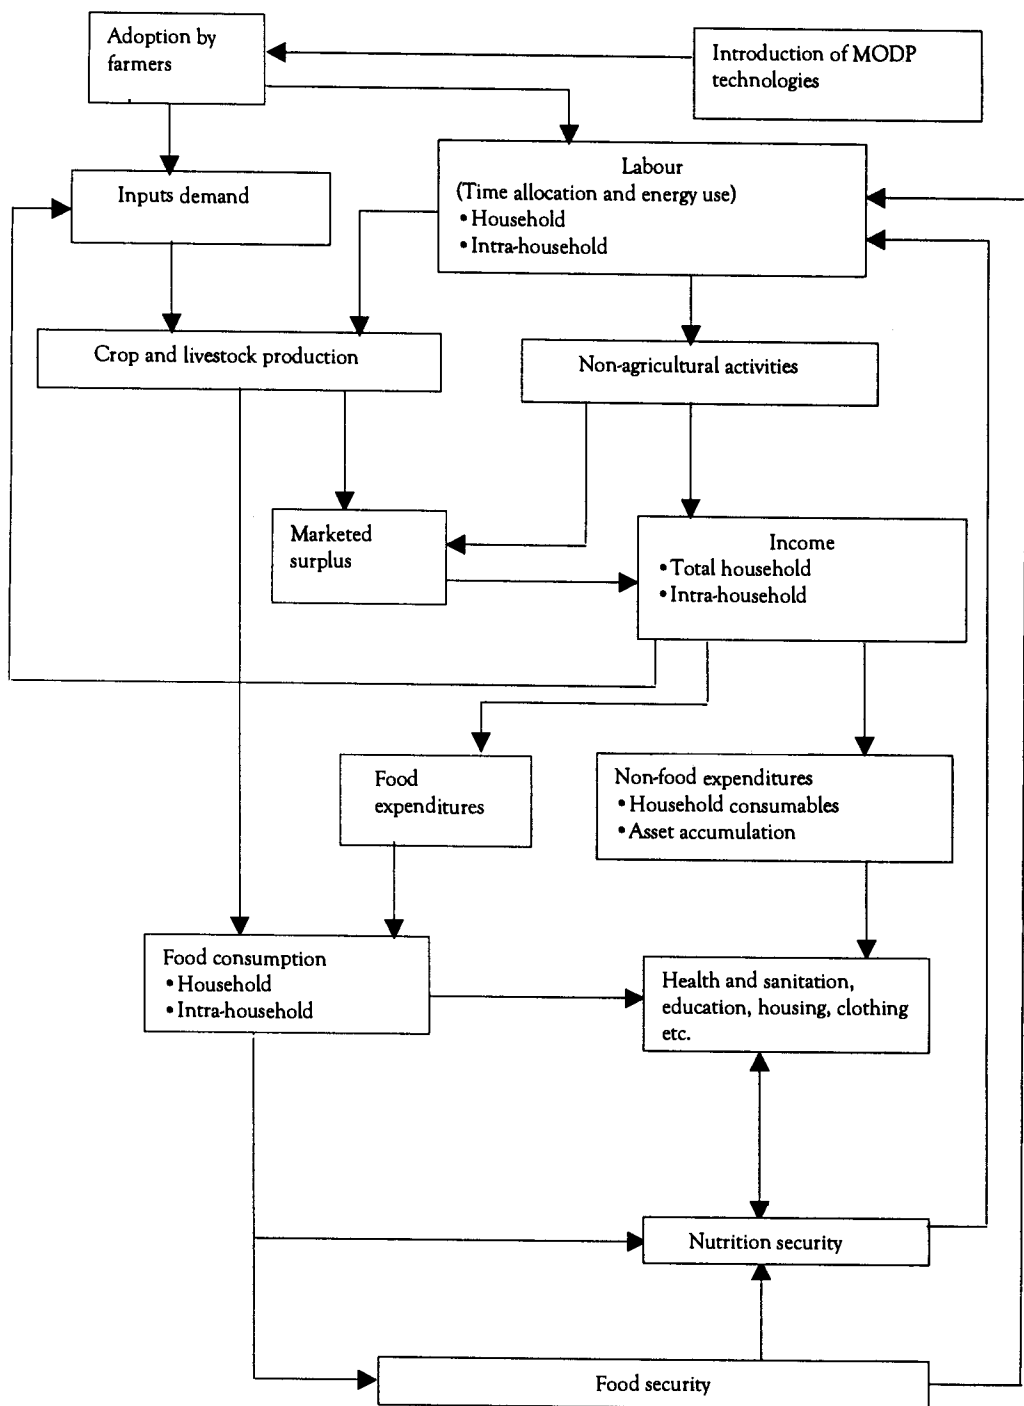 Adoption by
farmers
Introduction of MODP
technologies
Labour
(Time allocation and energy use)
• Household
• Intra-household
Inputs demand
Crop and livestock production
Non-agricultural activities
Marketed
surplus
Income
• Total household
• Intra-household
Food
expenditures
Non-food expenditures
• Household consumables
• Asset accumulation
Food consumption
• Household
• Intra-household
Health and sanitation,
education, housing, clothing
etc.
Nutrition security
Food security